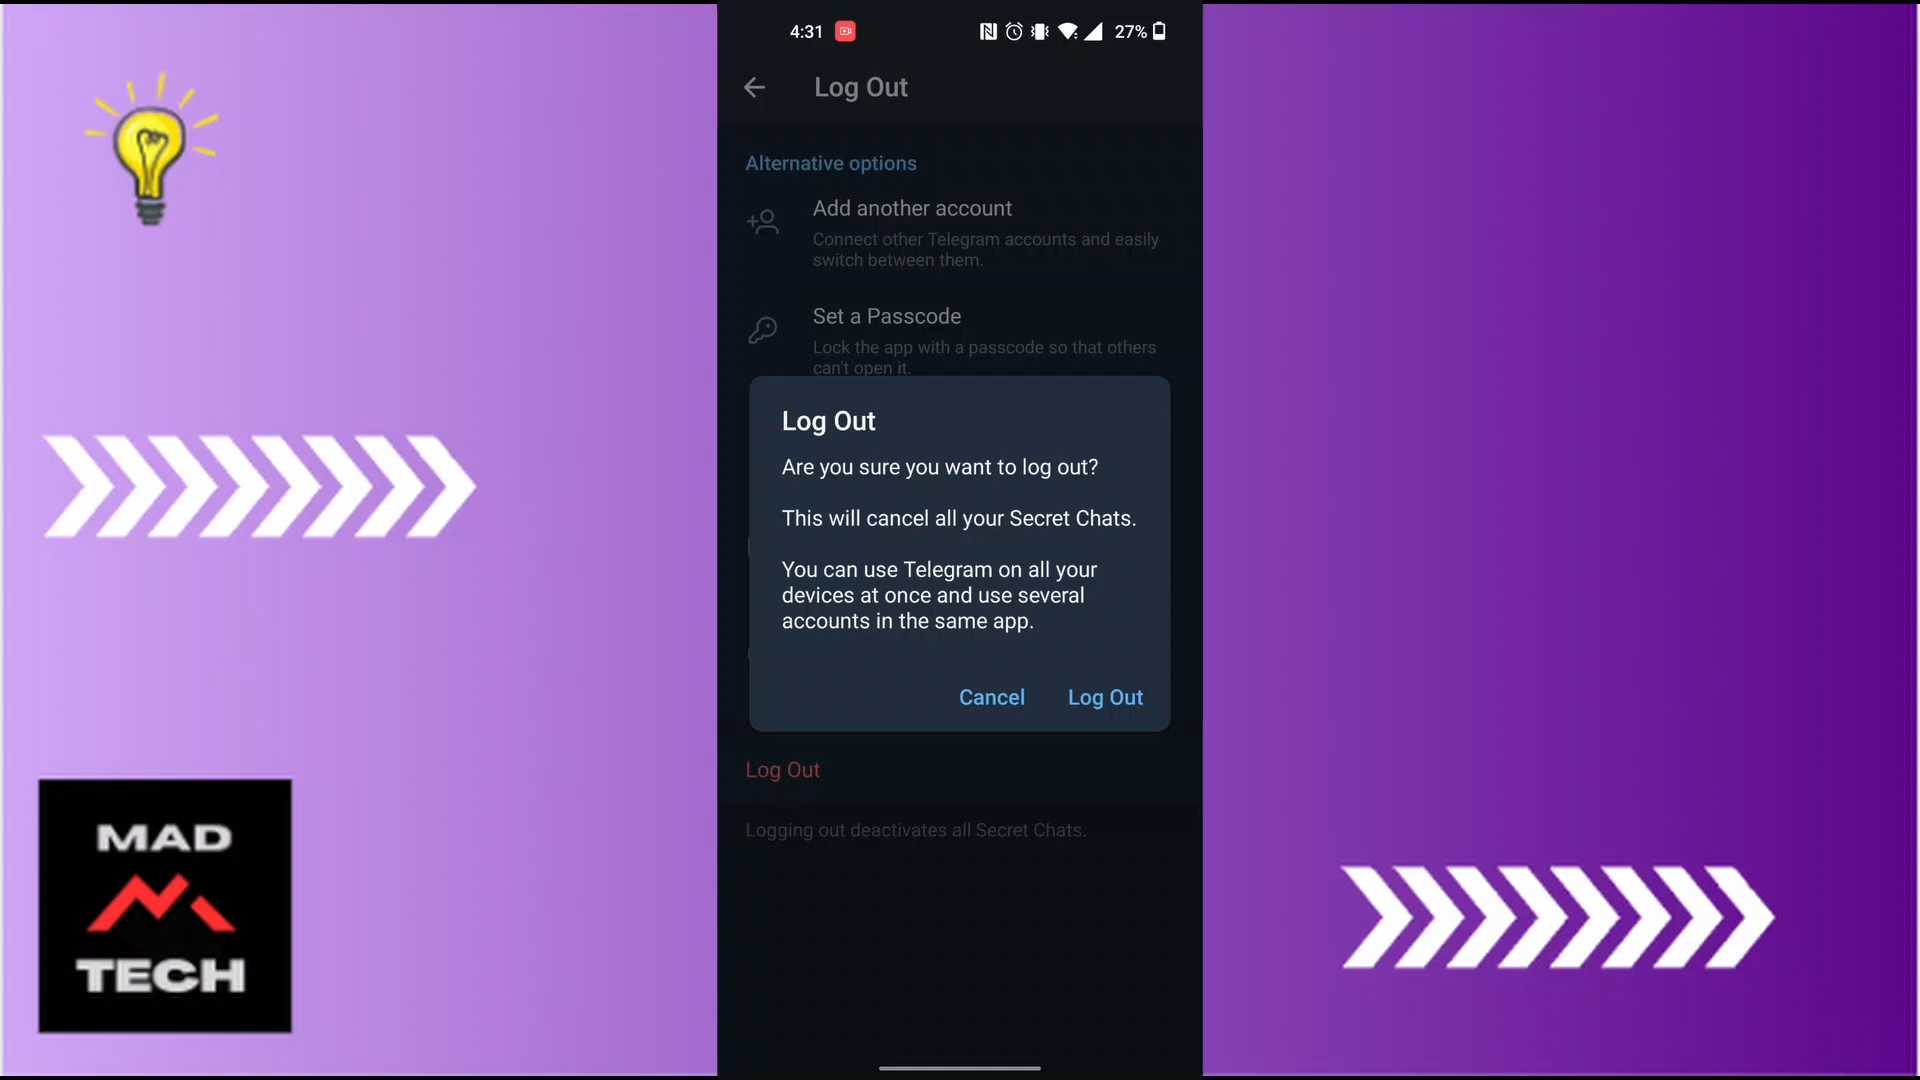 4:31
27%
Log Out
Alternative options
Add another account
Connect other Telegram accounts and easily
switch between them.
Set a Passcode
Lock the app with a passcode so that others
can't open it.
Log Out
Are you sure you want to log out?
This will cancel all your Secret Chats.
You can use Telegram on all your
devices at once and use several
accounts in the same app.
Cancel
Log Out
Log Out
Logging out deactivates all Secret Chats.
MAD
TECH